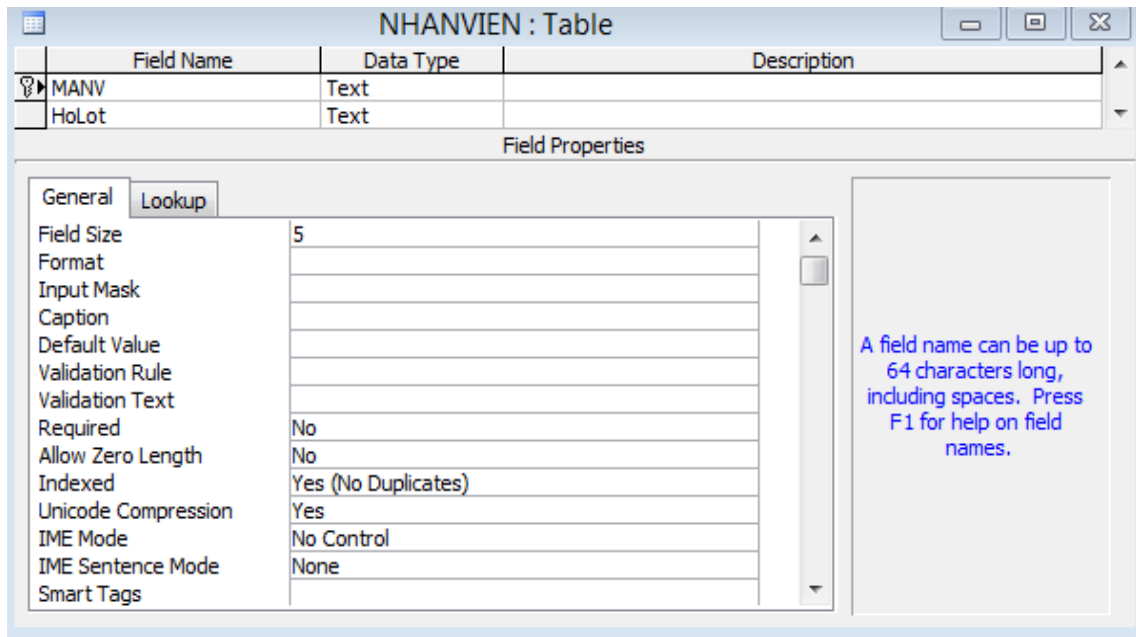 NHANVIEN : Table
Field Name Data Type Description
MANV Text
HoLot Text
Field Properties
General Lookup
Field Size 5
Format
Input Mask
Caption
Default Value
Validation Rule
Validation Text
Required No
Allow Zero Length No
Indexed Yes (No Duplicates)
Unicode Compression Yes
IME Mode No Control
IME Sentence Mode None
Smart Tags
A field name can be up to
64 characters long,
including spaces. Press
F1 for help on field
names.